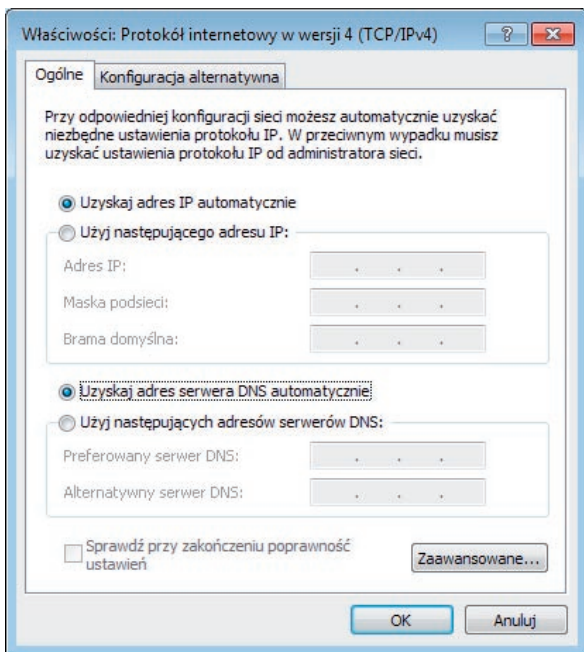 Właściwości: Protokół internetowy w wersji 4 (TCP/IPv4)
Ogólne
Konfiguracja alternatywna
Przy odpowiedniej konfiguracji sieci możesz automatycznie uzyskać
niezbędne ustawienia protokołu IP. W przeciwnym wypadku musisz
uzyskać ustawienia protokołu IP od administratora sieci.
Uzyskaj adres IP automatycznie
Użyj następującego adresu IP:
Adres IP:
Maska podsieci:
Brama domyślna:
Uzyskaj adres serwera DNS automatycznie
Użyj następujących adresów serwerów DNS:
Preferowany serwer DNS:
Alternatywny serwer DNS:
Sprawdź przy zakończeniu poprawność
ustawień
Zaawansowane...
OK
Anuluj